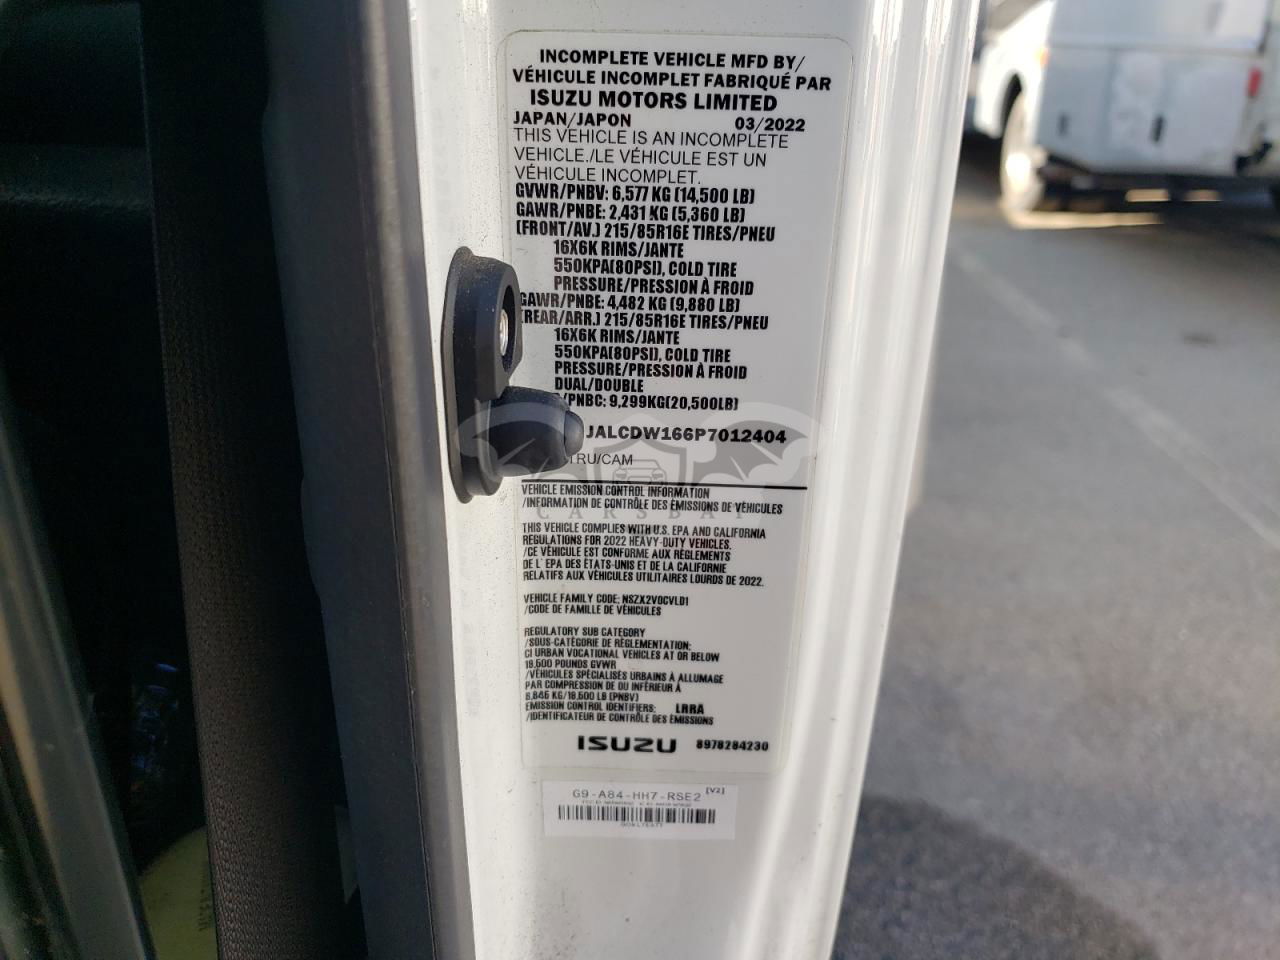 INCOMPLETE VEHICLE MFD BY/
VÉHICULE INCOMPLET FABRIQUÉ PAR
ISUZU MOTORS LIMITED
JAPAN/JAPON 03/2022
THIS VEHICLE IS AN INCOMPLETE
VEHICLE./LE VÉHICULE EST UN
VÉHICULE INCOMPLET.
GVWR/PNBV: 6,577 KG (14,500 LB)
GAWR/PNBE: 2,431 KG (5,360 LB)
(FRONT/AV.) 215/85R16E TIRES/PNEU
16X6K RIMS/JANTE
550KPA(80PSI), COLD TIRE
PRESSURE/PRESSION À FROID
GAWR/PNBE: 4,482 KG (9,880 LB)
(REAR/ARR.) 215/85R16E TIRES/PNEU
16X6K RIMS/JANTE
550KPA(80PSI), COLD TIRE
PRESSURE/PRESSION À FROID
DUAL/DOUBLE
/PNBC: 9,299KG(20,500LB)
JALCDW166P7012404
TRU/CAM
CARSBAT
VEHICLE EMISSION CONTROL INFORMATION
/INFORMATION DE CONTRÔLE DES ÉMISSIONS DE VÉHICULES
THIS VEHICLE COMPLIES WITH U.S. EPA AND CALIFORNIA
REGULATIONS FOR 2022 HEAVY-DUTY VEHICLES.
/CE VÉHICULE EST CONFORME AUX RÈGLEMENTS
DE L'EPA DES ÉTATS-UNIS ET DE LA CALIFORNIE
RELATIFS AUX VÉHICULES UTILITAIRES LOURDS DE 2022.
VEHICLE FAMILY CODE: NSZX2VOCVLD1
/CODE DE FAMILLE DE VÉHICULES
REGULATORY SUB CATEGORY
/SOUS-CATÉGORIE DE RÉGLEMENTATION:
CI URBAN VOCATIONAL VEHICLES AT OR BELOW
19,500 POUNDS GVWR
/VÉHICULES SPÉCIALISÉS URBAINS À ALLUMAGE
PAR COMPRESSION DE OU INFÉRIEUR À
8,845 KG/19,500 LB (PNBV)
EMISSION CONTROL IDENTIFIERS: LRRA
/IDENTIFICATEUR DE CONTRÔLE DES ÉMISSIONS
ISUZU 8978284230
G9-A84-HH7-RSE2 [V2]